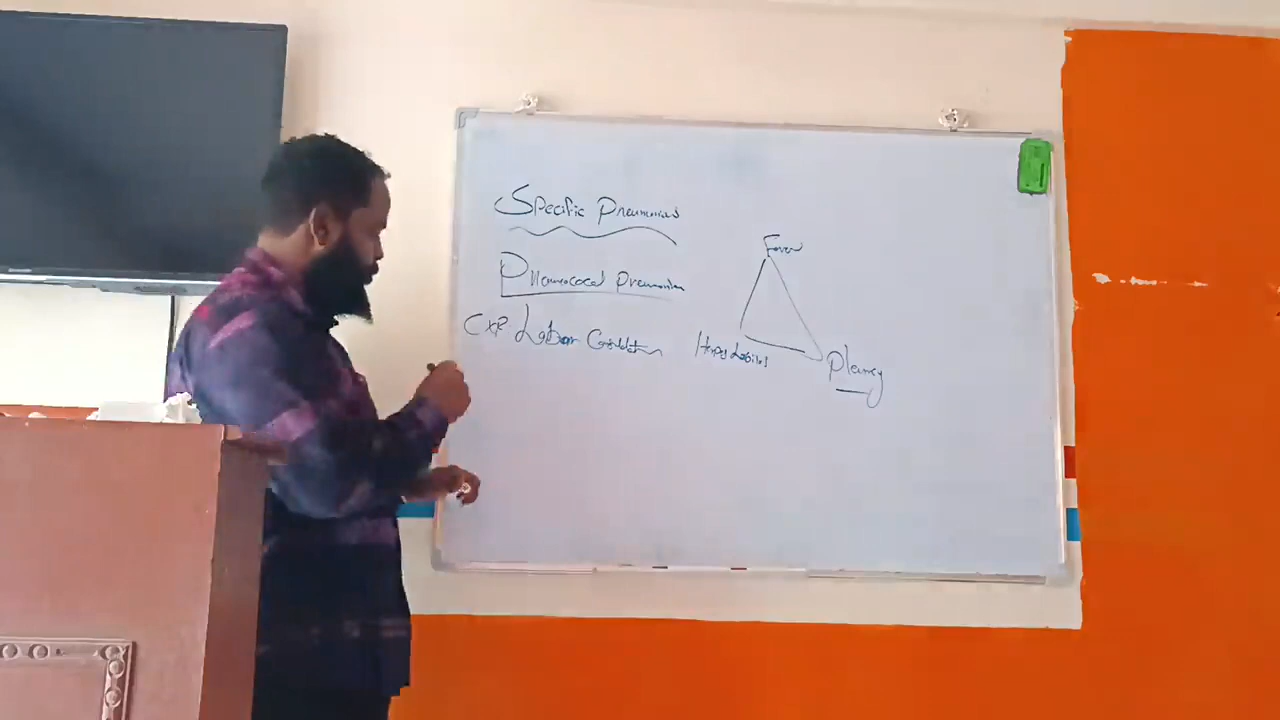 Specific Pneumonias
Pneumococcal Pneumonia
CXR Lobar Consolidation
Fever
Herpes Labialis
Pleurisy